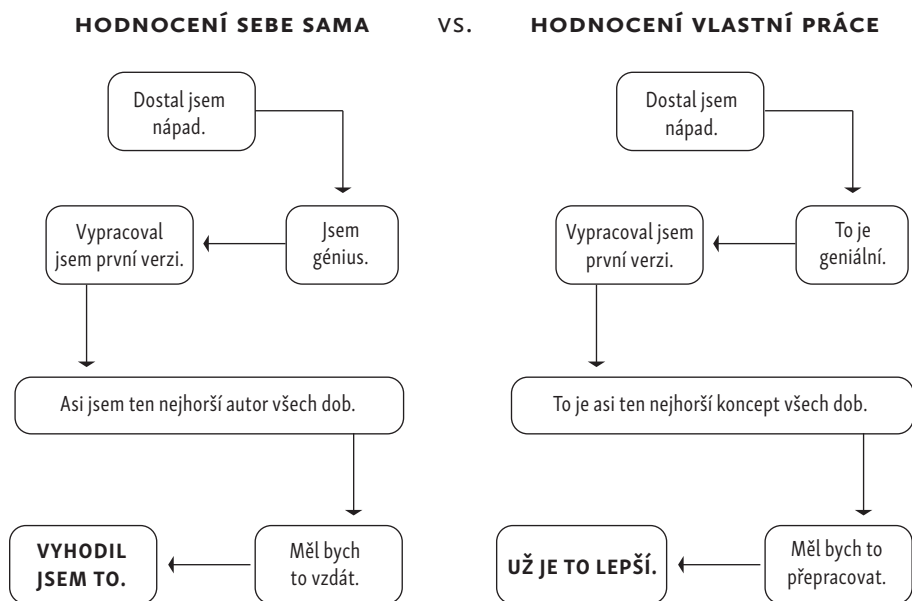 HODNOCENÍ SEBE SAMA VS. HODNOCENÍ VLASTNÍ PRÁCE
Dostal jsem
nápad.
Jsem
génius.
Vypracoval
jsem první verzi.
Asi jsem ten nejhorší autor všech dob.
Měl bych
to vzdát.
VYHODIL
JSEM TO.
Dostal jsem
nápad.
To je
geniální.
Vypracoval jsem
první verzi.
To je asi ten nejhorší koncept všech dob.
Měl bych to
přepracovat.
UŽ JE TO LEPŠÍ.